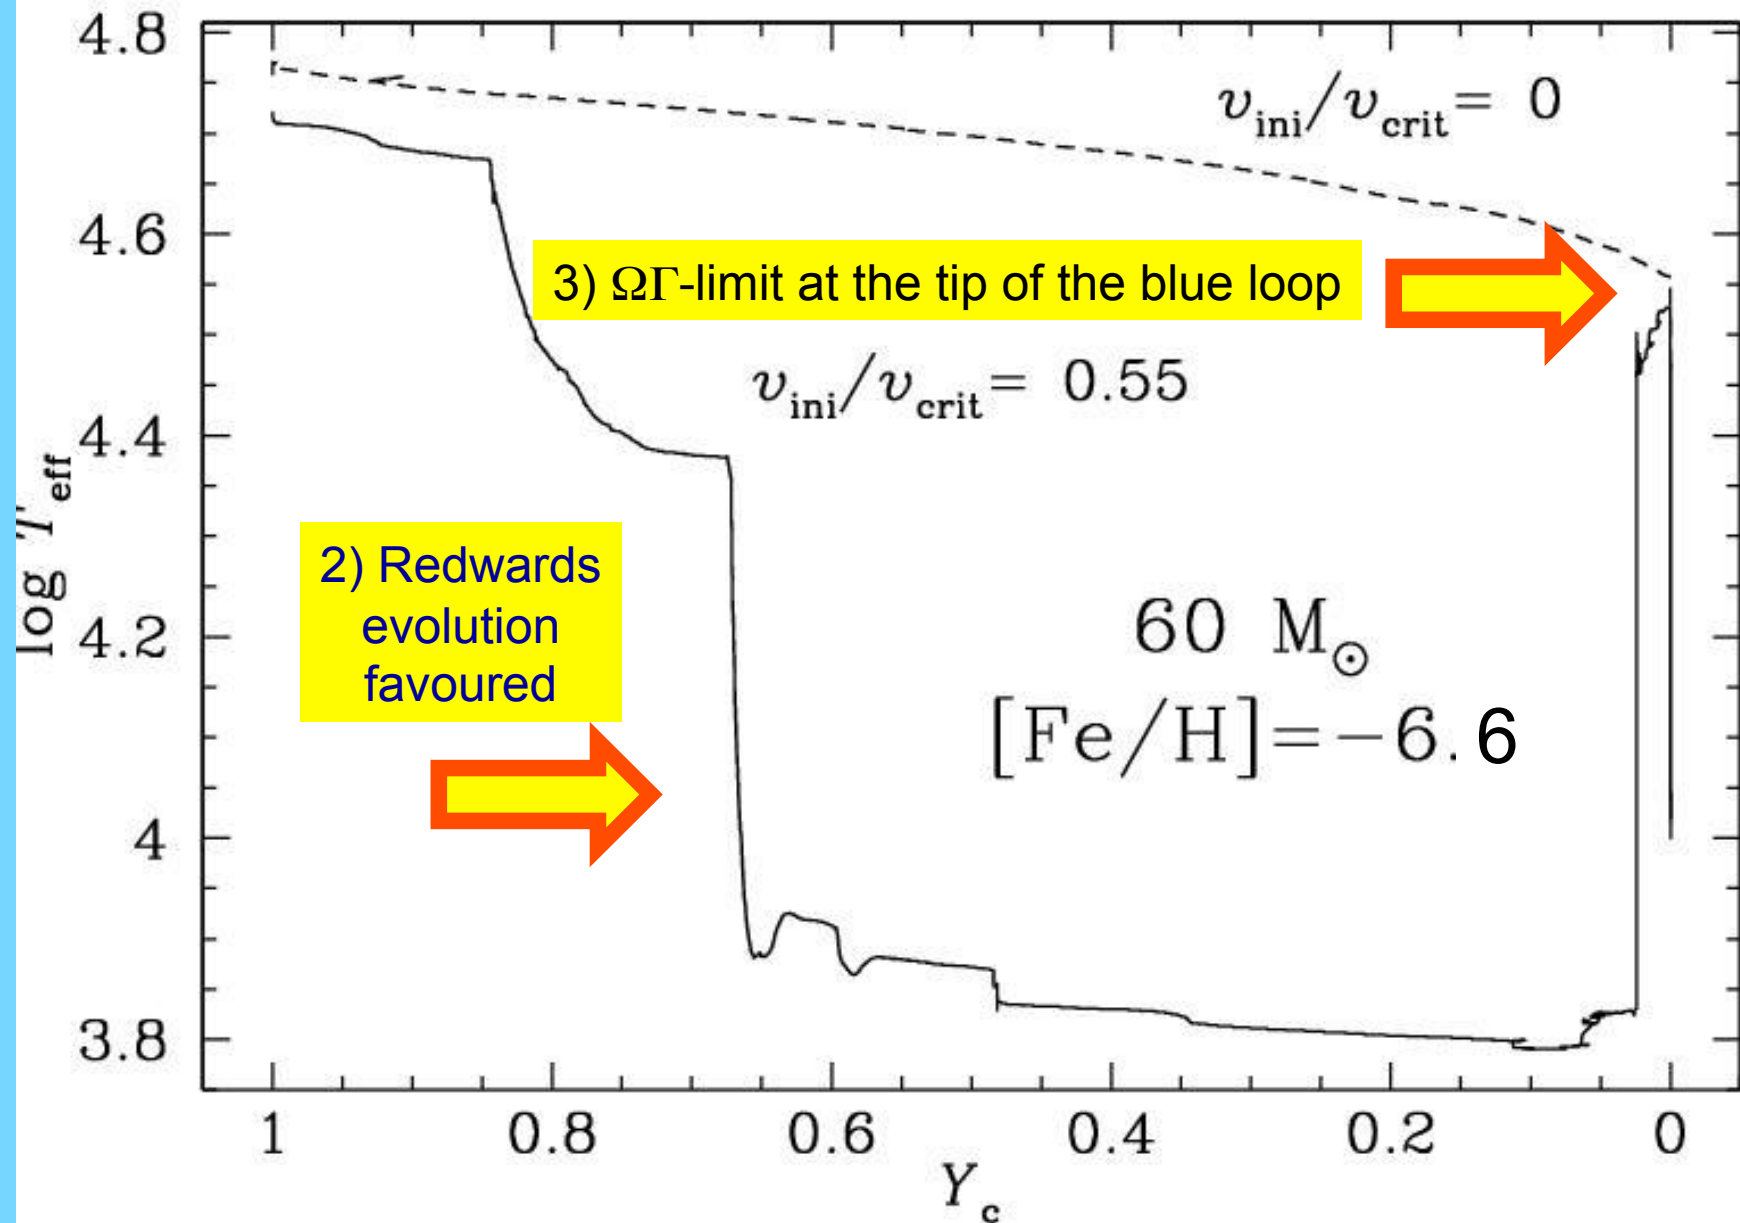 4.8
4.6
4.4
4.2
4
3.8
log T_eff
v_ini/v_crit= 0
3) ΩΓ-limit at the tip of the blue loop
v_ini/v_crit= 0.55
2) Redwards
evolution
favoured
60 M_⊙
[Fe/H]=−6.6
1 0.8 0.6 0.4 0.2 0
Y_c